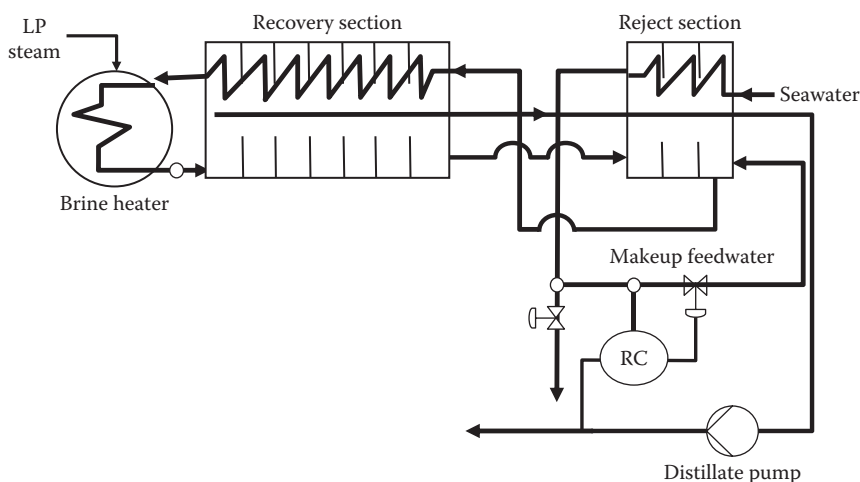 LP
steam
Recovery section
Reject section
Seawater
Brine heater
Makeup feedwater
RC
Distillate pump